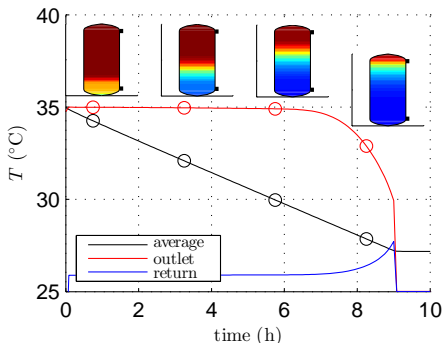 40
35
30
25
T (°C)
average
outlet
return
0 2 4 6 8 10
time (h)